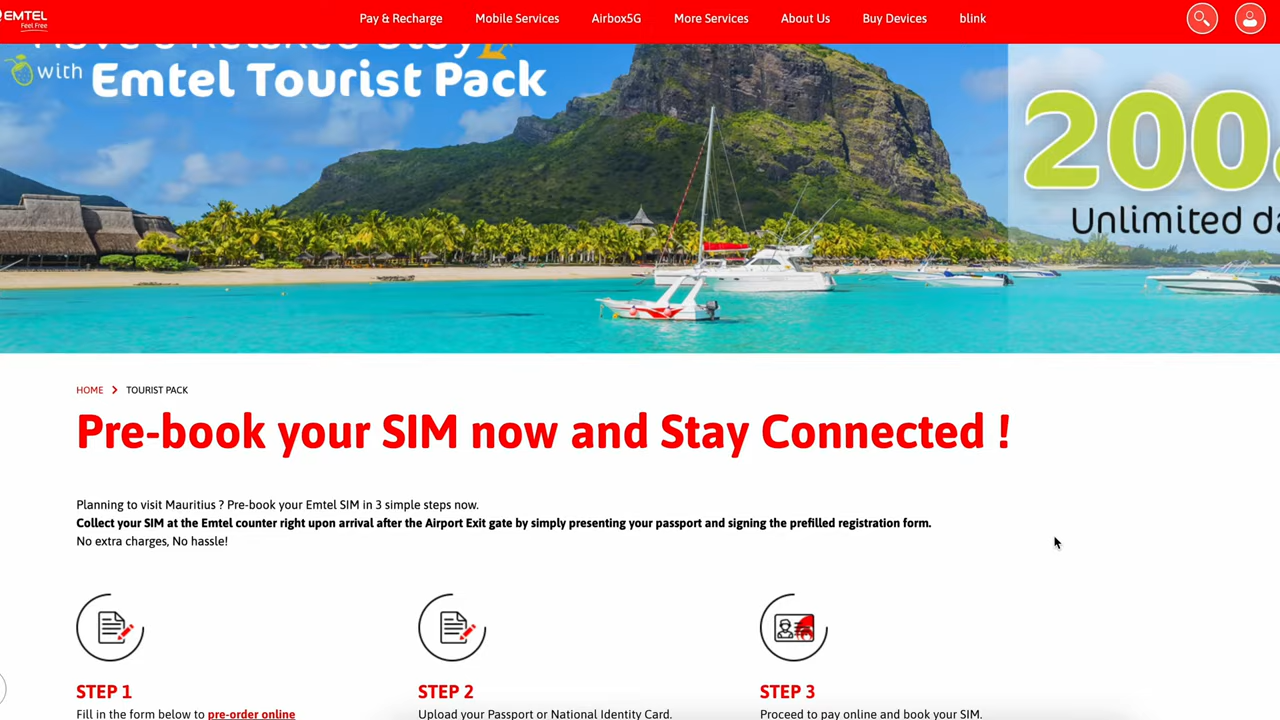 EMTEL
Feel Free
Pay & Recharge
Mobile Services
Airbox5G
More Services
About Us
Buy Devices
blink
with Emtel Tourist Pack
200
Unlimited
HOME
TOURIST PACK
Pre-book your SIM now and Stay Connected !
Planning to visit Mauritius ? Pre-book your Emtel SIM in 3 simple steps now.
Collect your SIM at the Emtel counter right upon arrival after the Airport Exit gate by simply presenting your passport and signing the prefilled registration form.
No extra charges, No hassle!
STEP 1
Fill in the form below to pre-order online
STEP 2
Upload your Passport or National Identity Card.
STEP 3
Proceed to pay online and book your SIM.